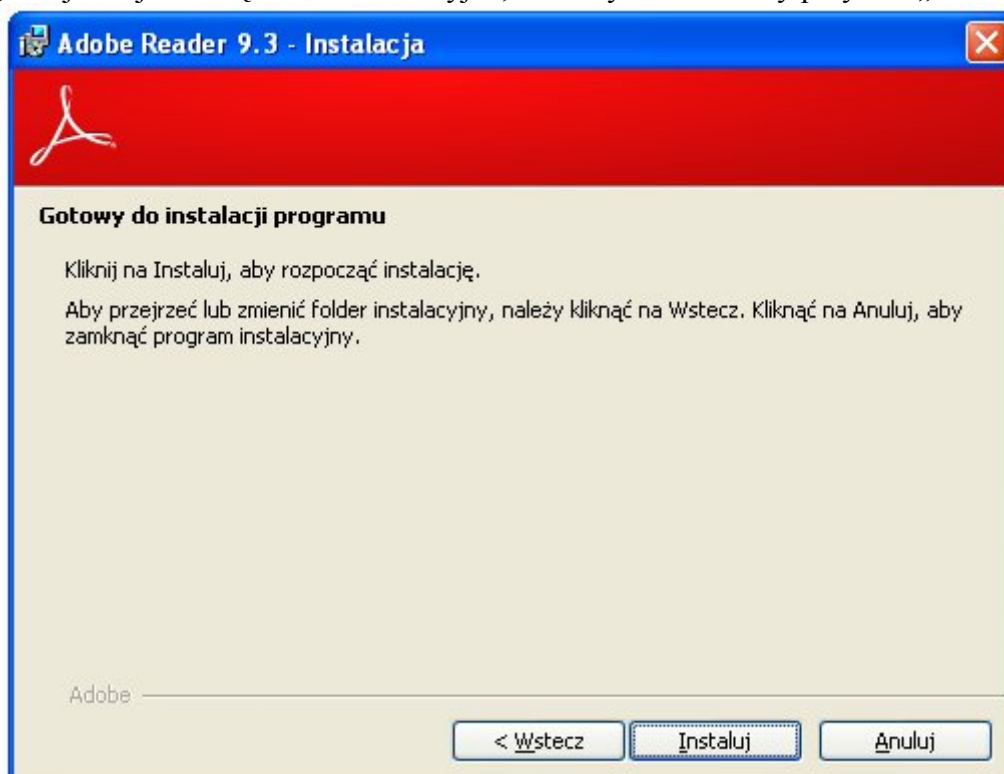 Adobe Reader 9.3 - Instalacja
Gotowy do instalacji programu
Kliknij na Instaluj, aby rozpocząć instalację.
Aby przejrzeć lub zmienić folder instalacyjny, należy kliknąć na Wstecz. Kliknąć na Anuluj, aby
zamknąć program instalacyjny.
Adobe
< Wstecz Instaluj Anuluj